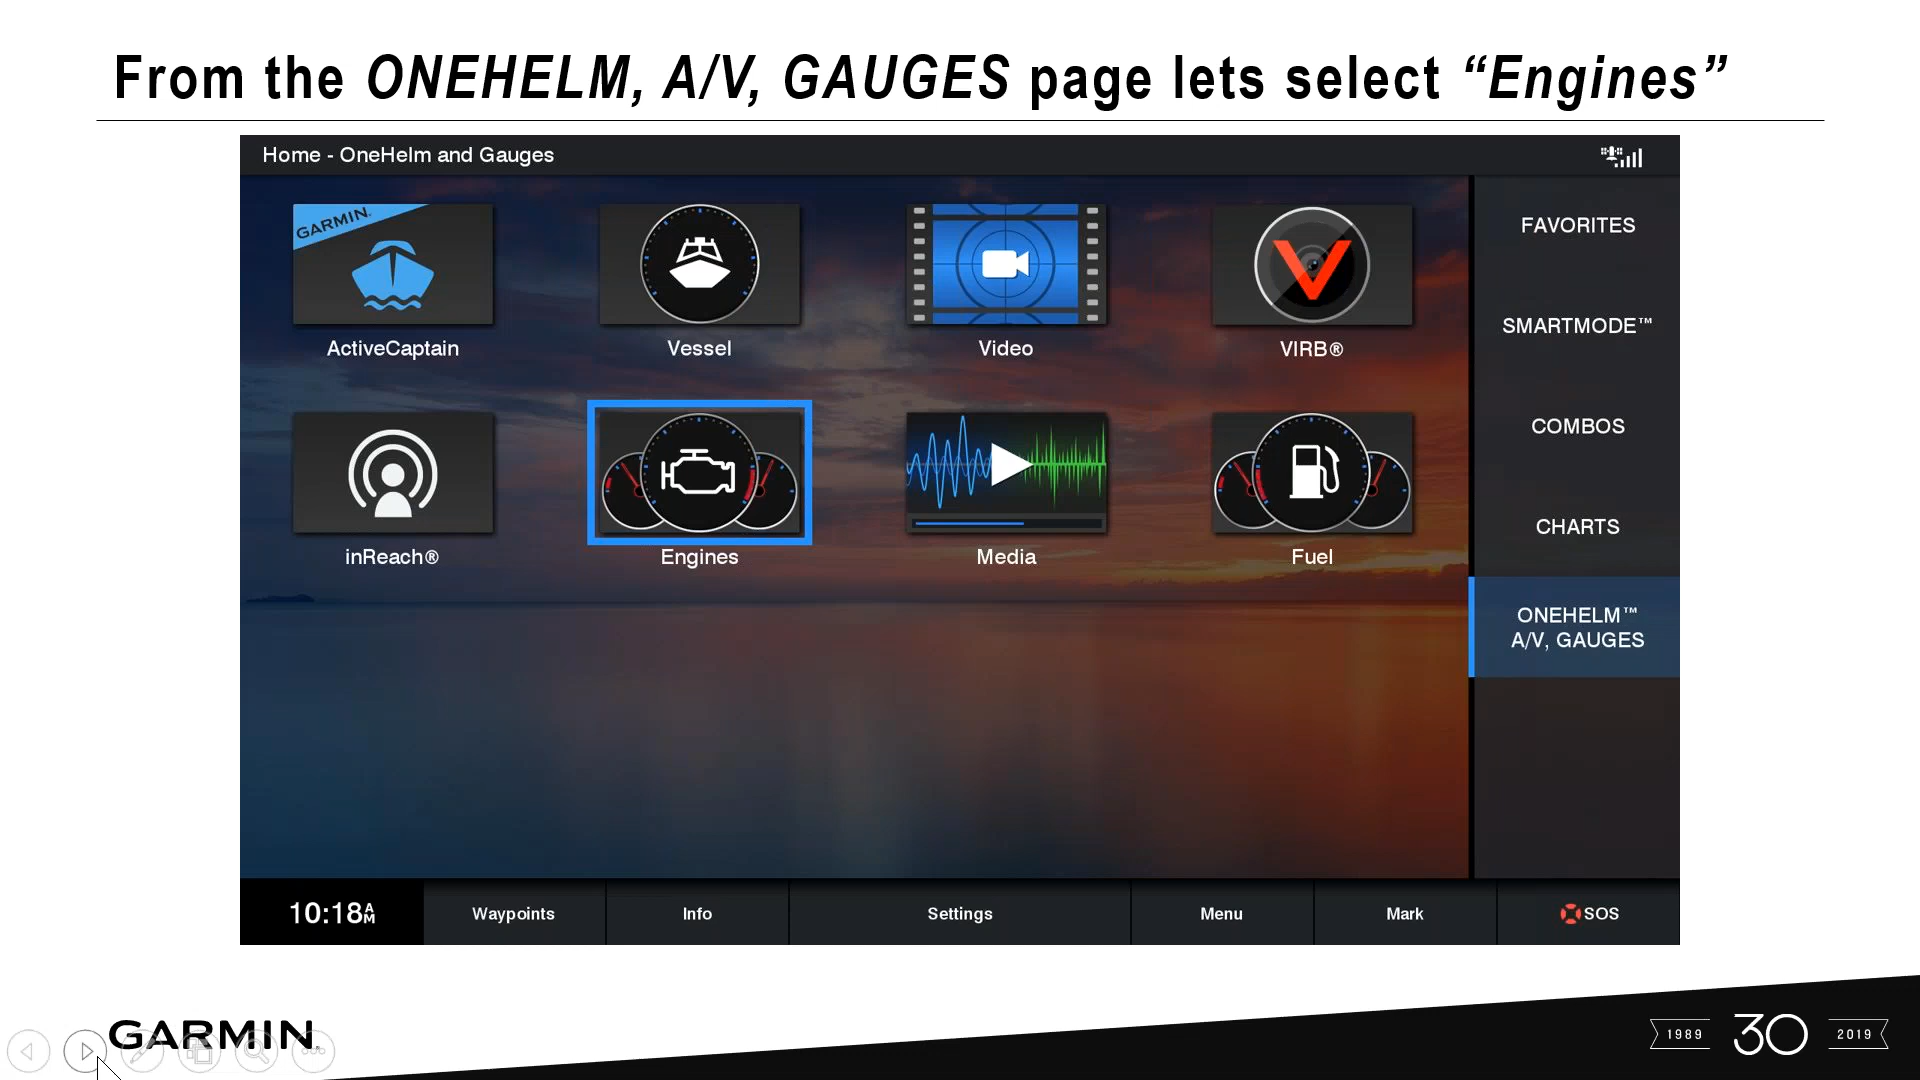 From the ONEHELM, A/V, GAUGES page lets select “Engines”
Home - OneHelm and Gauges
GARMIN.
ActiveCaptain
Vessel
Video
VIRB®
inReach®
Engines
Media
Fuel
FAVORITES
SMARTMODE™
COMBOS
CHARTS
ONEHELM™
A/V, GAUGES
10:18AM
Waypoints
Info
Settings
Menu
Mark
SOS
GARMIN.
1989
30
2019